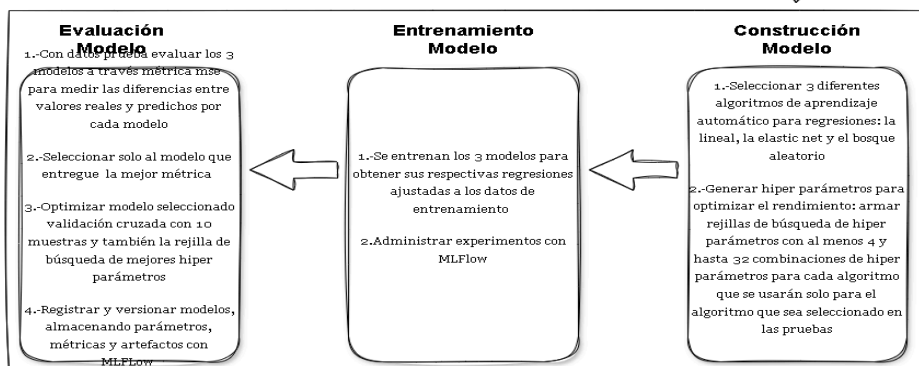 Evaluación
Modelo
1.-Con datos prueba evaluar los 3
modelos a través métrica mse
para medir las diferencias entre
valores reales y predichos por
cada modelo
2.-Seleccionar solo al modelo que
entregue la mejor métrica
3.-Optimizar modelo seleccionado
validación cruzada con 10
muestras y también la rejilla de
búsqueda de mejores hiper
parámetros
4.-Registrar y versionar modelos,
almacenando parámetros,
métricas y artefactos con
MLFLow
Entrenamiento
Modelo
1.-Se entrenan los 3 modelos para
obtener sus respectivas regresiones
ajustadas a los datos de
entrenamiento
2.Administrar experimentos con
MLFlow
Construcción
Modelo
1.-Seleccionar 3 diferentes
algoritmos de aprendizaje
automático para regresiones: la
lineal, la elastic net y el bosque
aleatorio
2.-Generar hiper parámetros para
optimizar el rendimiento: armar
rejillas de búsqueda de hiper
parámetros con al menos 4 y
hasta 32 combinaciones de hiper
parámetros para cada algoritmo
que se usarán solo para el
algoritmo que sea seleccionado en
las pruebas